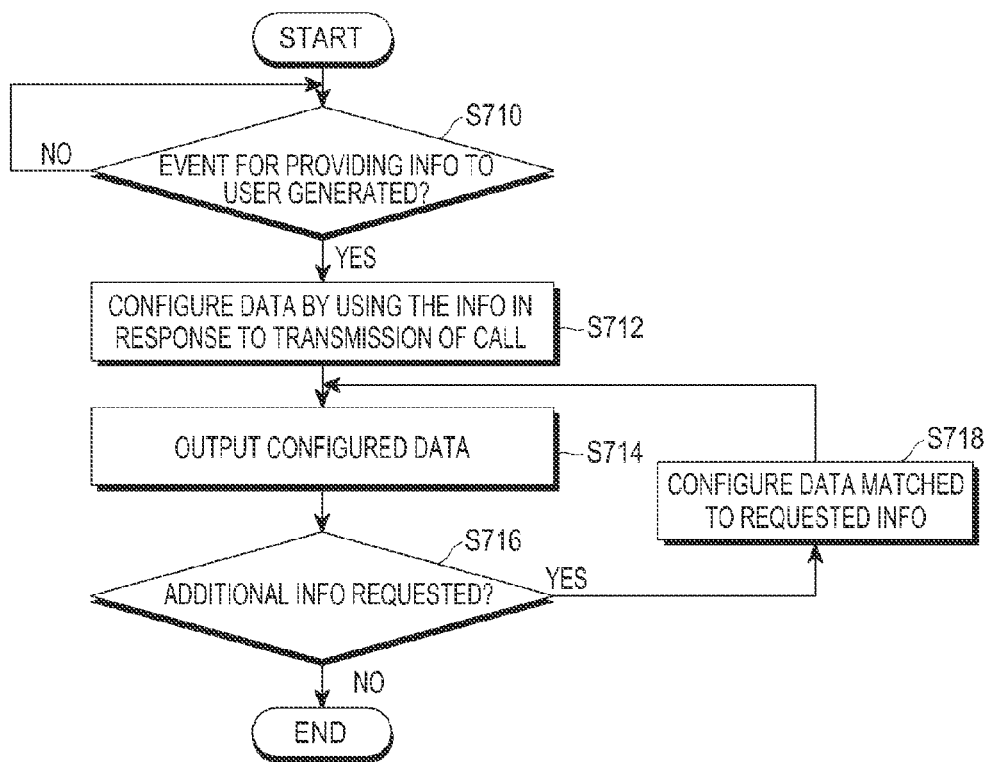 START
S710
NO
EVENT FOR PROVIDING INFO TO
USER GENERATED?
YES
CONFIGURE DATA BY USING THE INFO IN
RESPONSE TO TRANSMISSION OF CALL
S712
OUTPUT CONFIGURED DATA
S714
S718
CONFIGURE DATA MATCHED
TO REQUESTED INFO
S716
ADDITIONAL INFO REQUESTED?
YES
NO
END